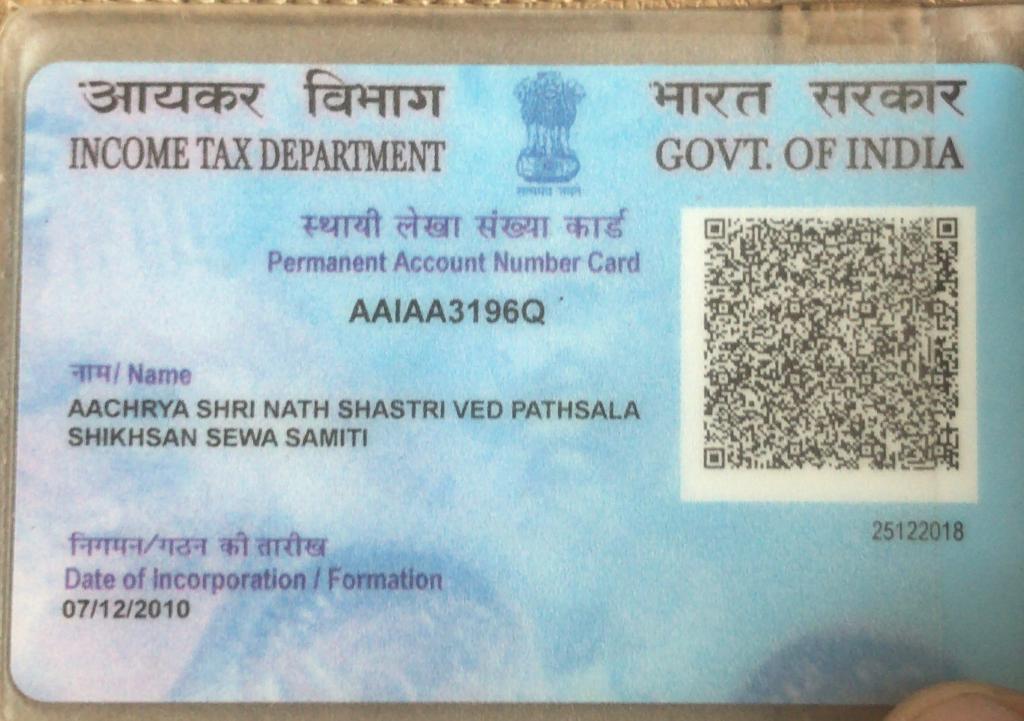 आयकर विभाग
INCOME TAX DEPARTMENT
भारत सरकार
GOVT. OF INDIA
सत्यमेव जयते
स्थायी लेखा संख्या कार्ड
Permanent Account Number Card
AAIAA3196Q
नाम/ Name
AACHRYA SHRI NATH SHASTRI VED PATHSALA
SHIKHSAN SEWA SAMITI
निगमन/गठन की तारीख
Date of Incorporation / Formation
07/12/2010
25122018